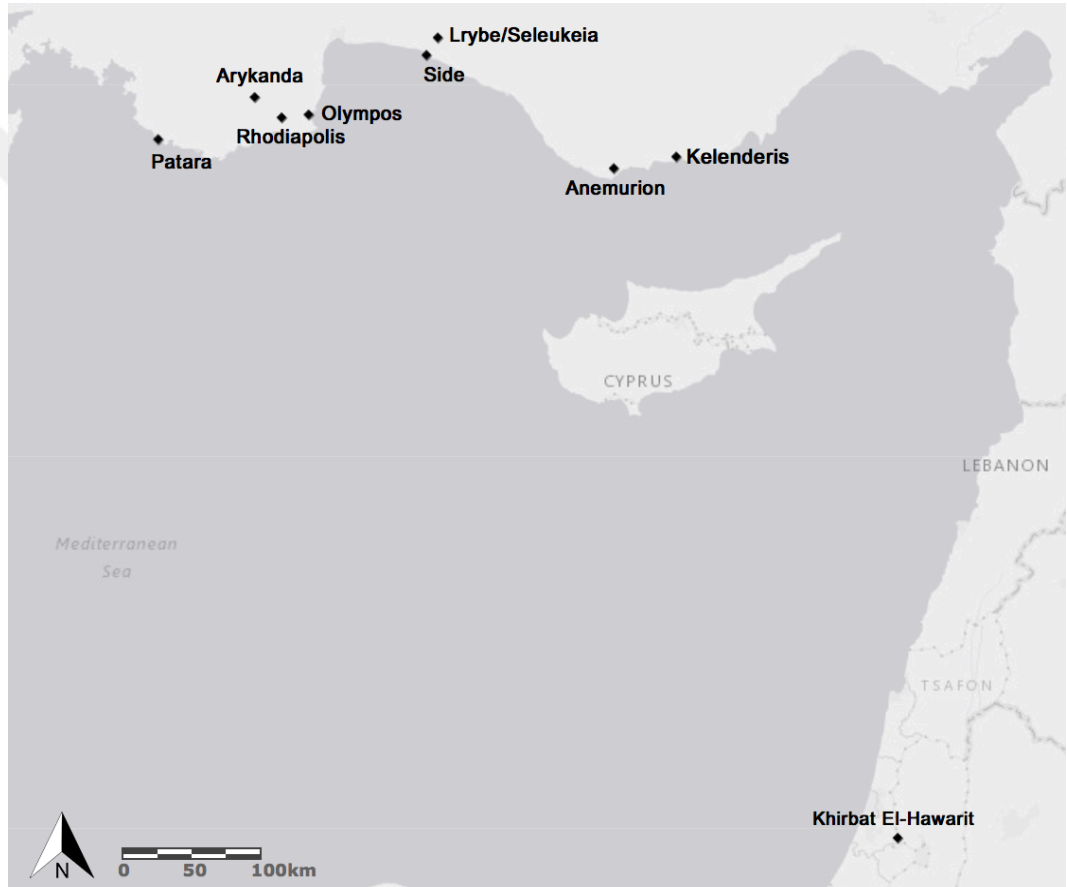 Lrybe/Seleukeia
Side
Arykanda
Olympos
Rhodiapolis
Patara
Kelenderis
Anemurion
CYPRUS
LEBANON
Mediterranean
Sea
TSAFON
Khirbat El-Hawarit
N
0 50 100km